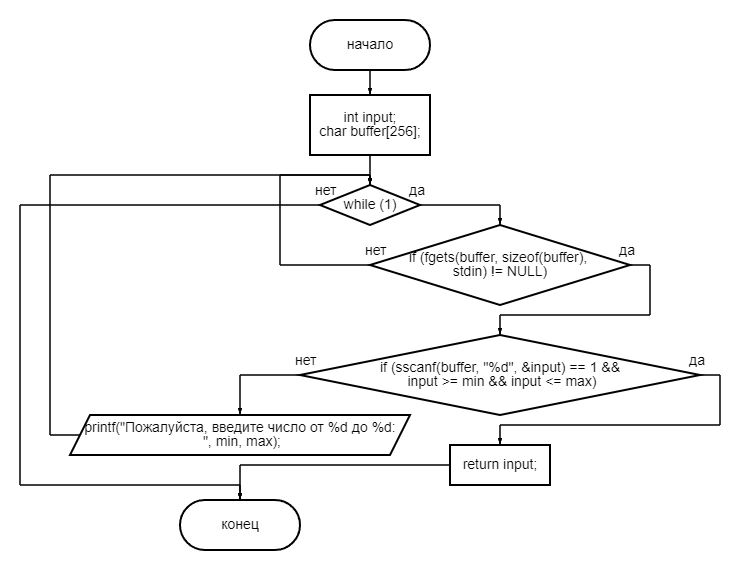 начало
int input;
char buffer[256];
нет
да
while (1)
нет
да
if (fgets(buffer, sizeof(buffer),
stdin) != NULL)
нет
да
if (sscanf(buffer, "%d", &input) == 1 &&
input >= min && input <= max)
printf("Пожалуйста, введите число от %d до %d:
", min, max);
return input;
конец